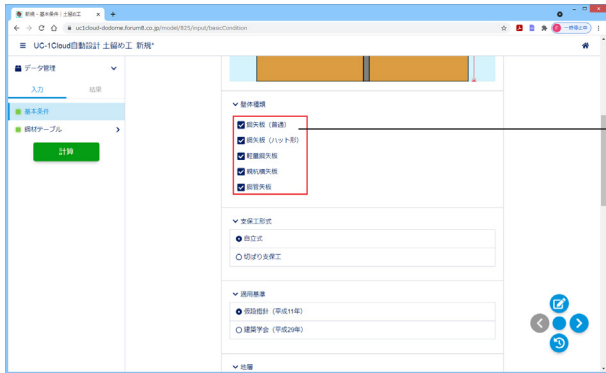 新規 - 基本条件 | 土留め工
uc1cloud-dodome.forum8.co.jp/model/825/input/basicCondition
一時停止中
UC-1Cloud自動設計 土留め工 新規*
データ管理
入力 結果
基本条件
鋼材テーブル
計算
壁体種類
鋼矢板（普通）
鋼矢板（ハット形）
軽量鋼矢板
親杭横矢板
鋼管矢板
支保工形式
自立式
切ばり支保工
適用基準
仮設指針（平成11年）
建築学会（平成29年）
地層